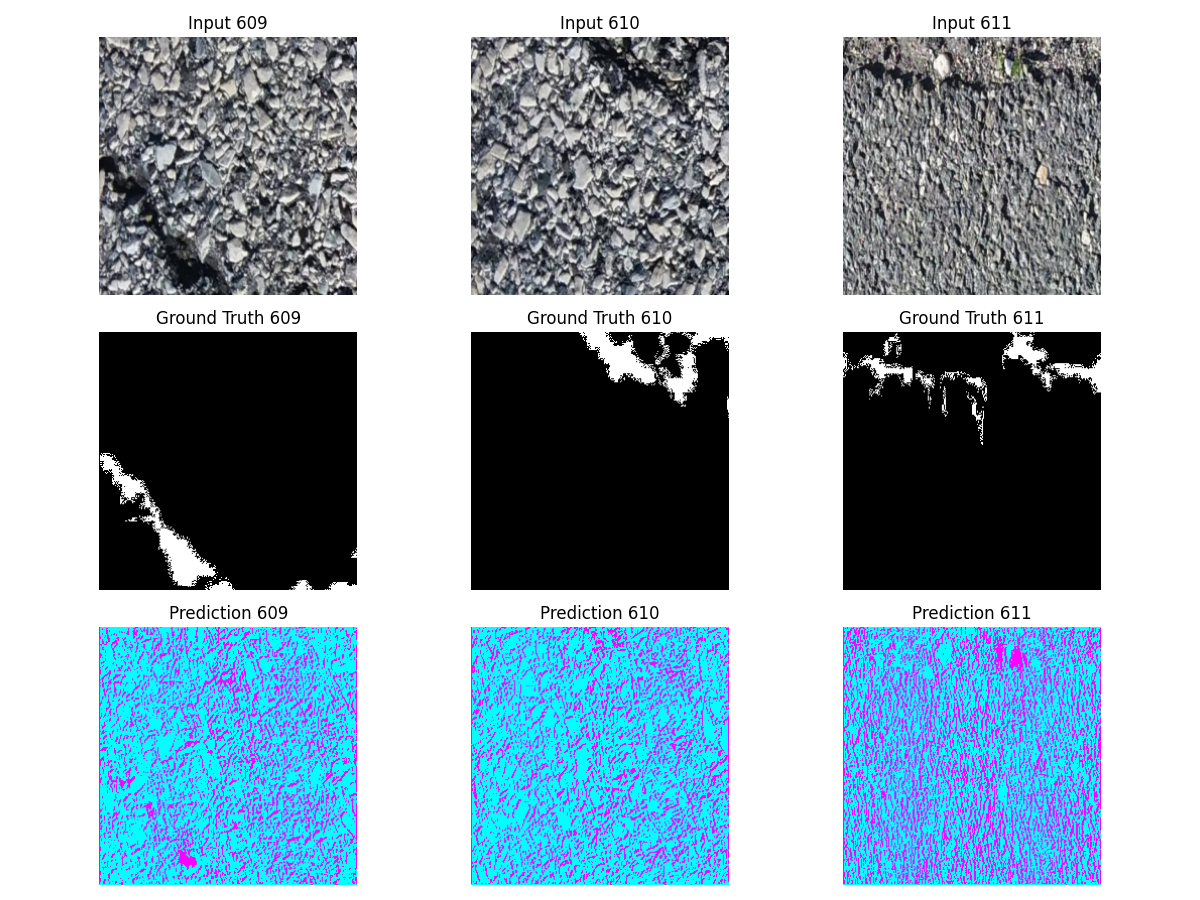 Input 609
Input 610
Input 611
Ground Truth 609
Ground Truth 610
Ground Truth 611
Prediction 609
Prediction 610
Prediction 611